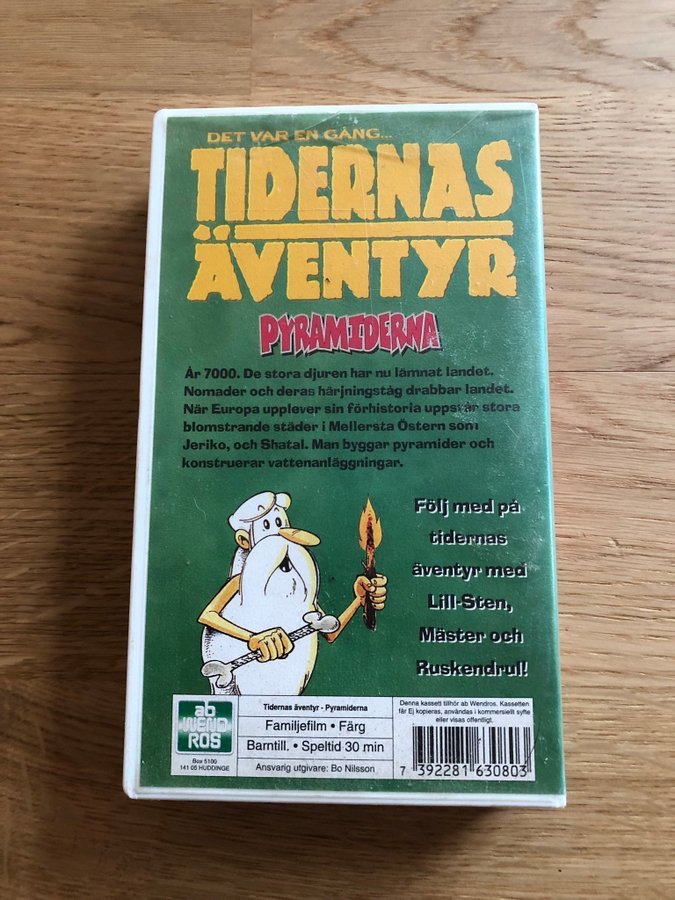 DET VAR EN GÅNG...
TIDERNAS
ÄVENTYR
PYRAMIDERNA
År 7000. De stora djuren har nu lämnat landet.
Nomader och deras härjningståg drabbar landet.
När Europa upplever sin förhistoria uppstår stora
blomstrande städer i Mellersta Östern som
Jeriko, och Shatal. Man byggar pyramider och
konstruerar vattenanläggningar.
Följ med på
tidernas
äventyr med
Lill-Sten,
Mäster och
Ruskendrul!
ab
WEND
ROS
Box 5100
141 05 HUDDINGE
Tidernas äventyr - Pyramiderna
Familjefilm • Färg
Barntill. • Speltid 30 min
Ansvarig utgivare: Bo Nilsson
Denna kassett tillhör ab Wendros. Kassetten
får Ej kopieras, användas i kommersiellt syfte
eller visas offentligt.
7 392281 630803